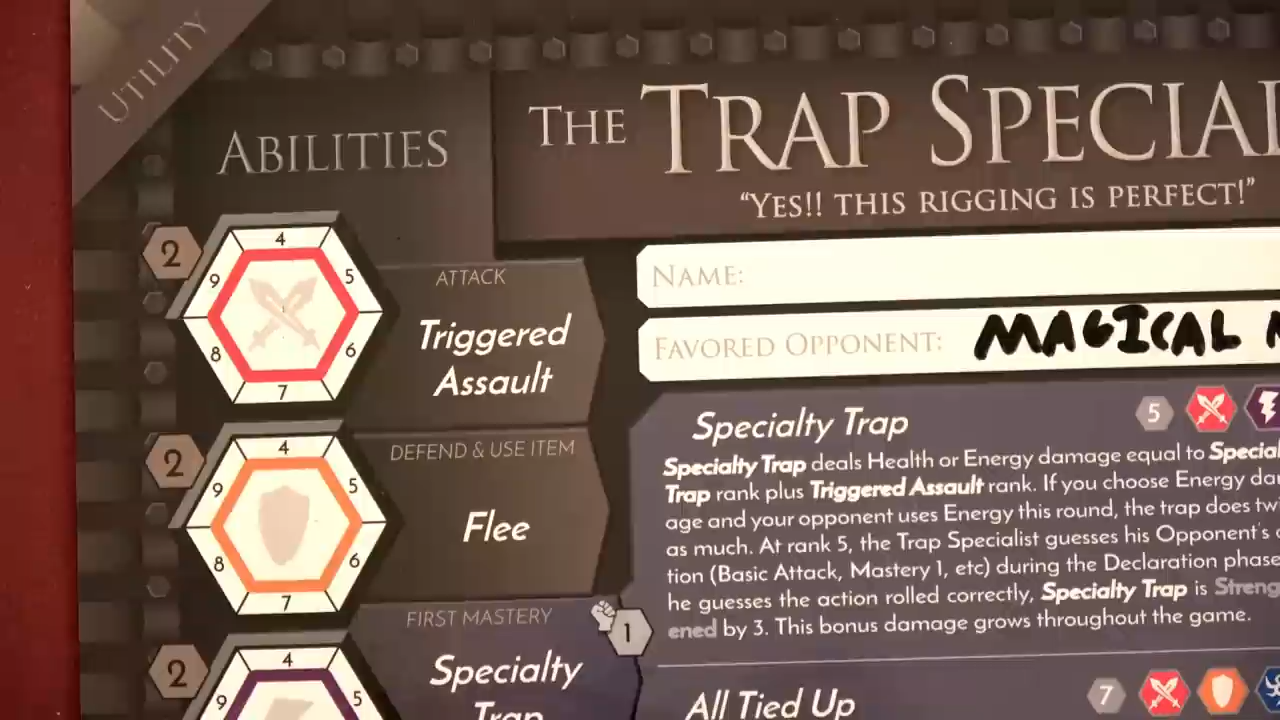 UTILITY
ABILITIES
THE TRAP SPECIAL
"YES!! THIS RIGGING IS PERFECT!"
2
4
5
6
7
8
9
ATTACK
Triggered
Assault
NAME:
FAVORED OPPONENT: MAGICAL
2
4
5
6
7
8
9
DEFEND & USE ITEM
Flee
Specialty Trap
5
Specialty Trap deals Health or Energy damage equal to Special
Trap rank plus Triggered Assault rank. If you choose Energy da
age and your opponent uses Energy this round, the trap does tw
as much. At rank 5, the Trap Specialist guesses his Opponent's
tion (Basic Attack, Mastery 1, etc) during the Declaration phase
he guesses the action rolled correctly, Specialty Trap is Streng
ened by 3. This bonus damage grows throughout the game.
2
4
5
9
FIRST MASTERY
1
Specialty
Trap
All Tied Up
7